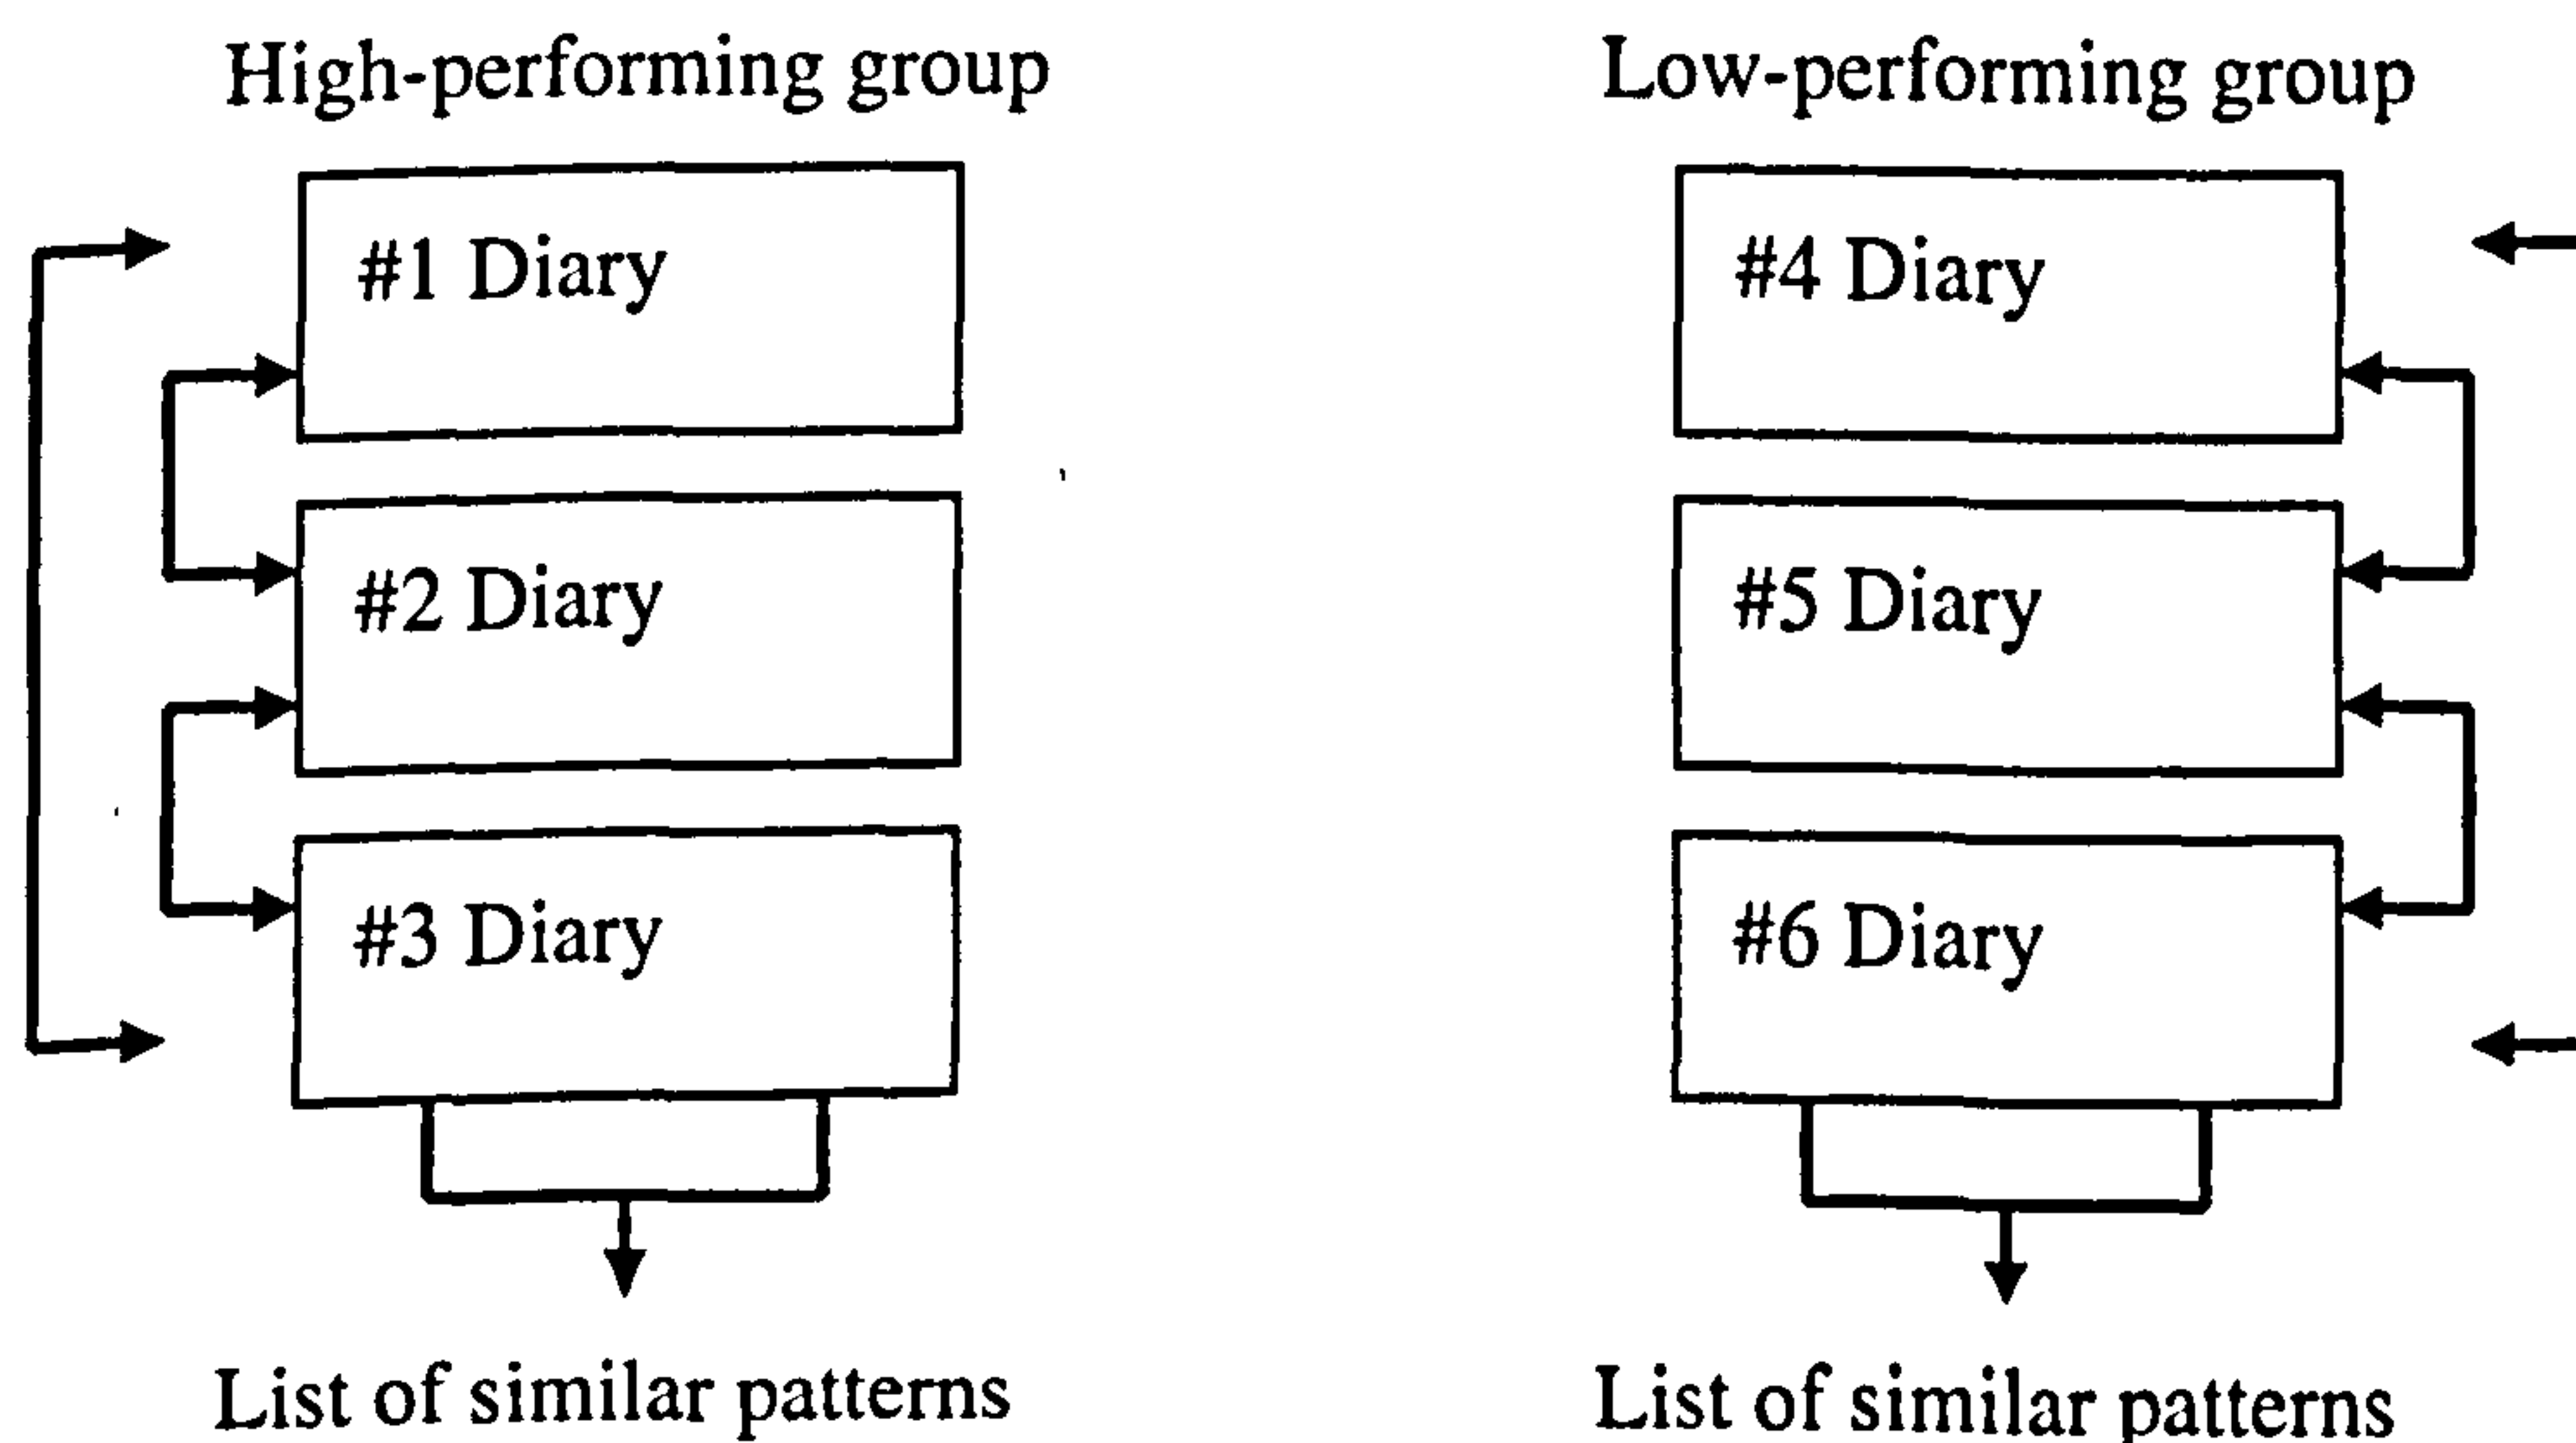 High-performing group
#1 Diary
#2 Diary
#3 Diary
List of similar patterns
Low-performing group
#4 Diary
#5 Diary
#6 Diary
List of similar patterns